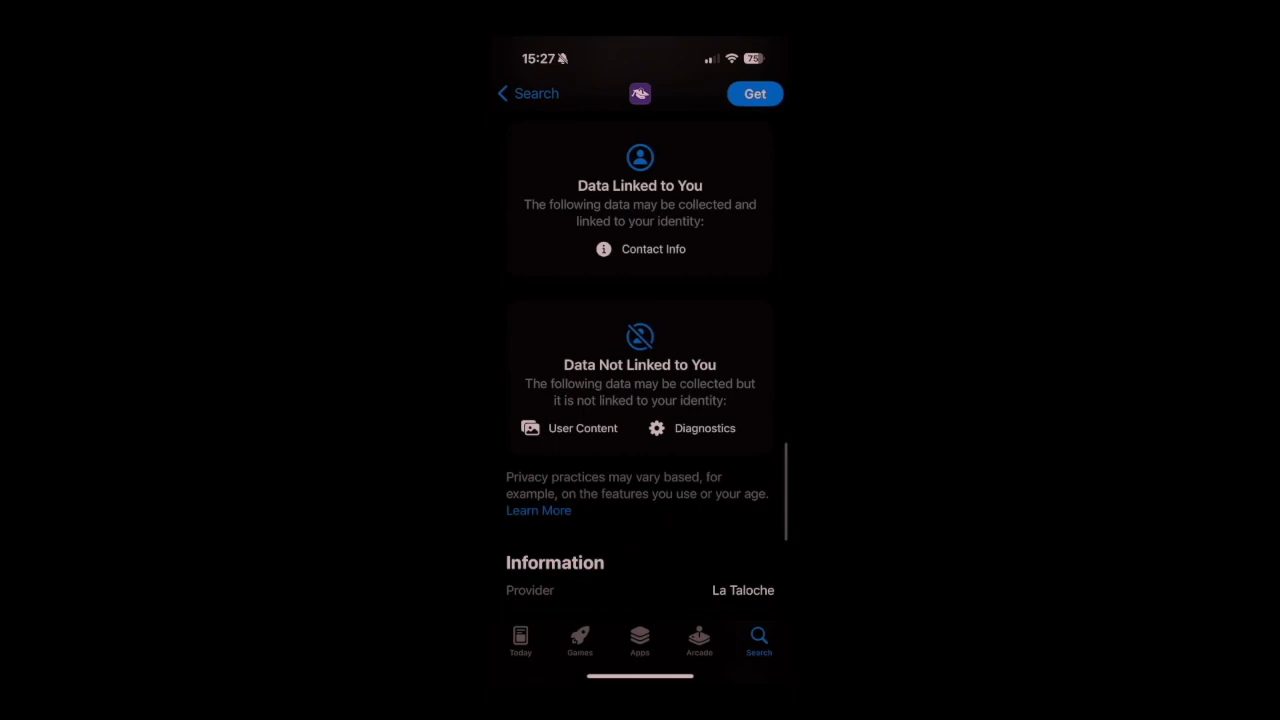 15:27
75
Search
Get
Data Linked to You
The following data may be collected and
linked to your identity:
Contact Info
Data Not Linked to You
The following data may be collected but
it is not linked to your identity:
User Content Diagnostics
Privacy practices may vary based, for
example, on the features you use or your age.
Learn More
Information
Provider La Taloche
Today Games Apps Arcade Search